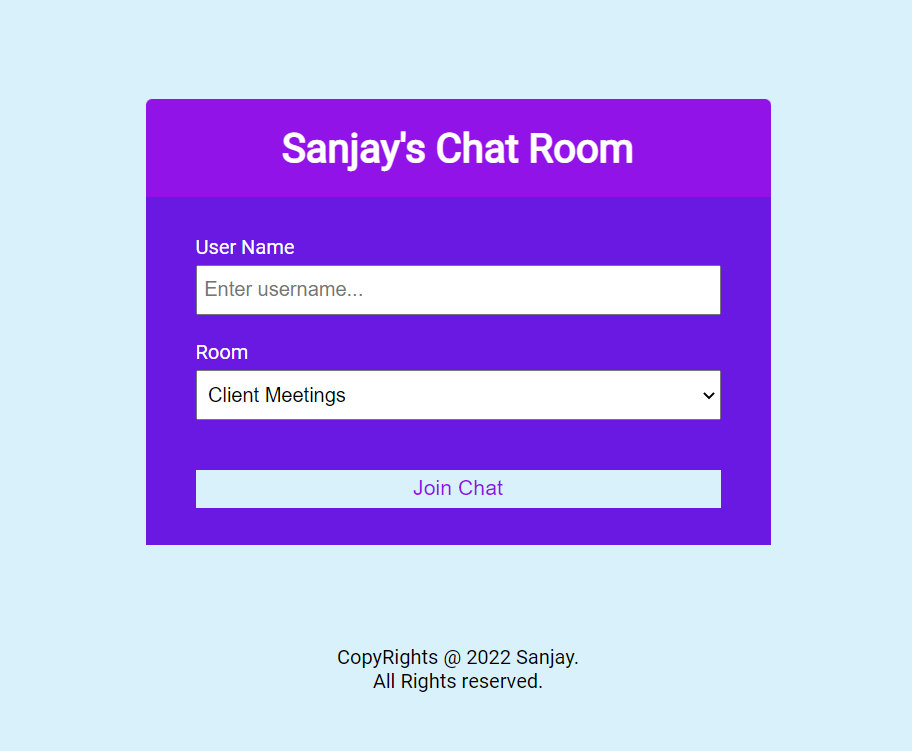 Sanjay's Chat Room
User Name
Enter username...
Room
Client Meetings
Join Chat
CopyRights @ 2022 Sanjay.
All Rights reserved.